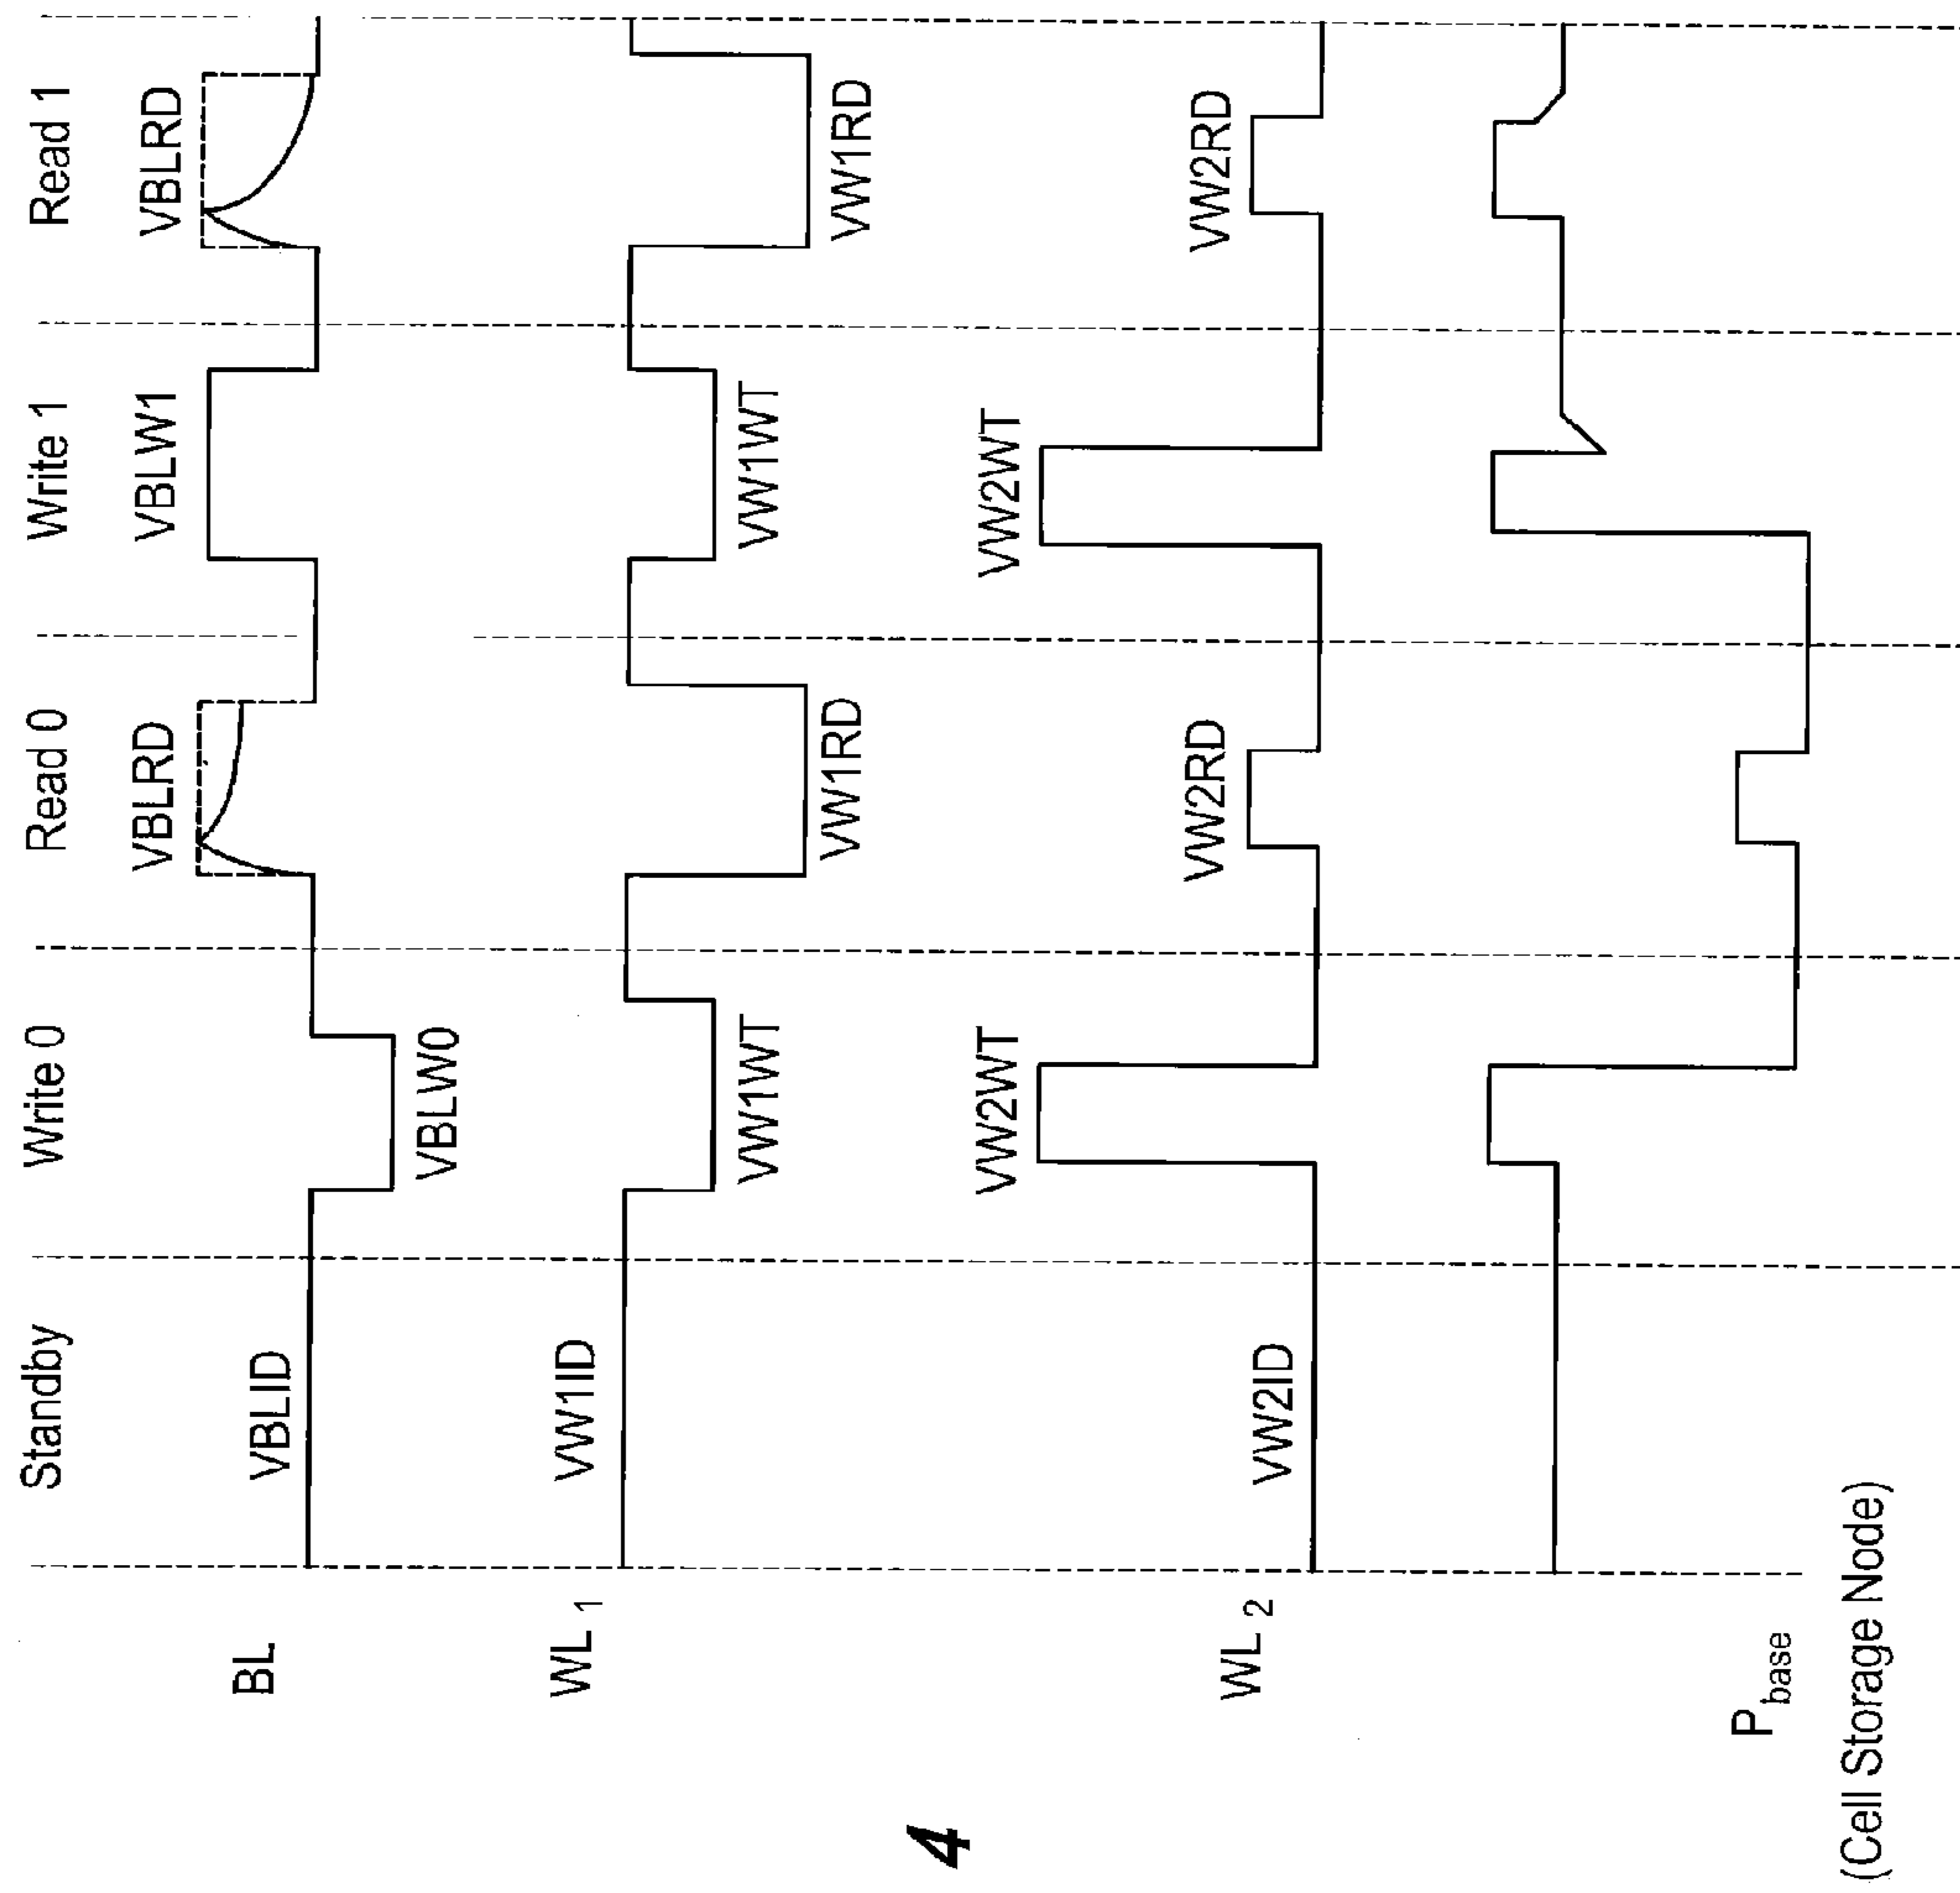 Standby Write 0 Read 0 Write 1 Read 1
VBLRD VBLW1 VBLRD
BL VBLID
VBLW0
WL 1 VW1ID
VW1WT VW1RD VW1WT VW1RD
VW2WT VW2WT
VW2RD VW2RD
WL 2 VW2ID
P base
(Cell Storage Node)
4